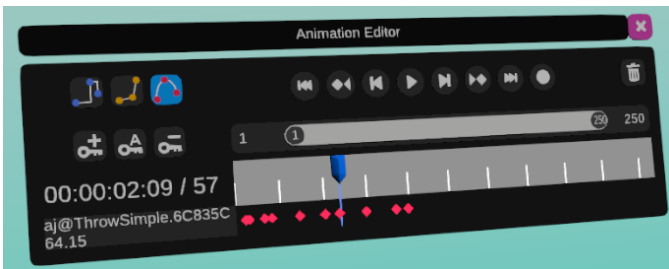 Animation Editor
1
1
250
250
A
00:00:02:09 / 57
aj@ThrowSimple.6C835C
64.15